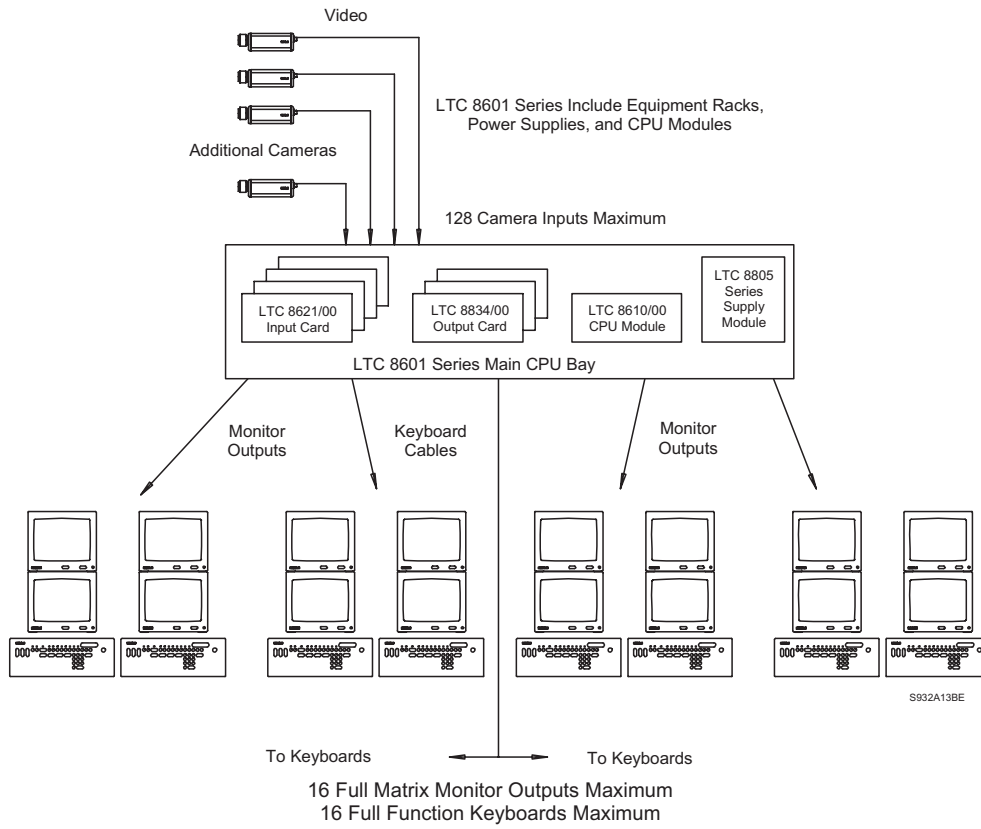 Video
LTC 8601 Series Include Equipment Racks,
Power Supplies, and CPU Modules
Additional Cameras
128 Camera Inputs Maximum
LTC 8621/00
Input Card
LTC 8834/00
Output Card
LTC 8610/00
CPU Module
LTC 8805
Series
Supply
Module
LTC 8601 Series Main CPU Bay
Monitor
Outputs
Keyboard
Cables
Monitor
Outputs
S932A13BE
To Keyboards
To Keyboards
16 Full Matrix Monitor Outputs Maximum
16 Full Function Keyboards Maximum